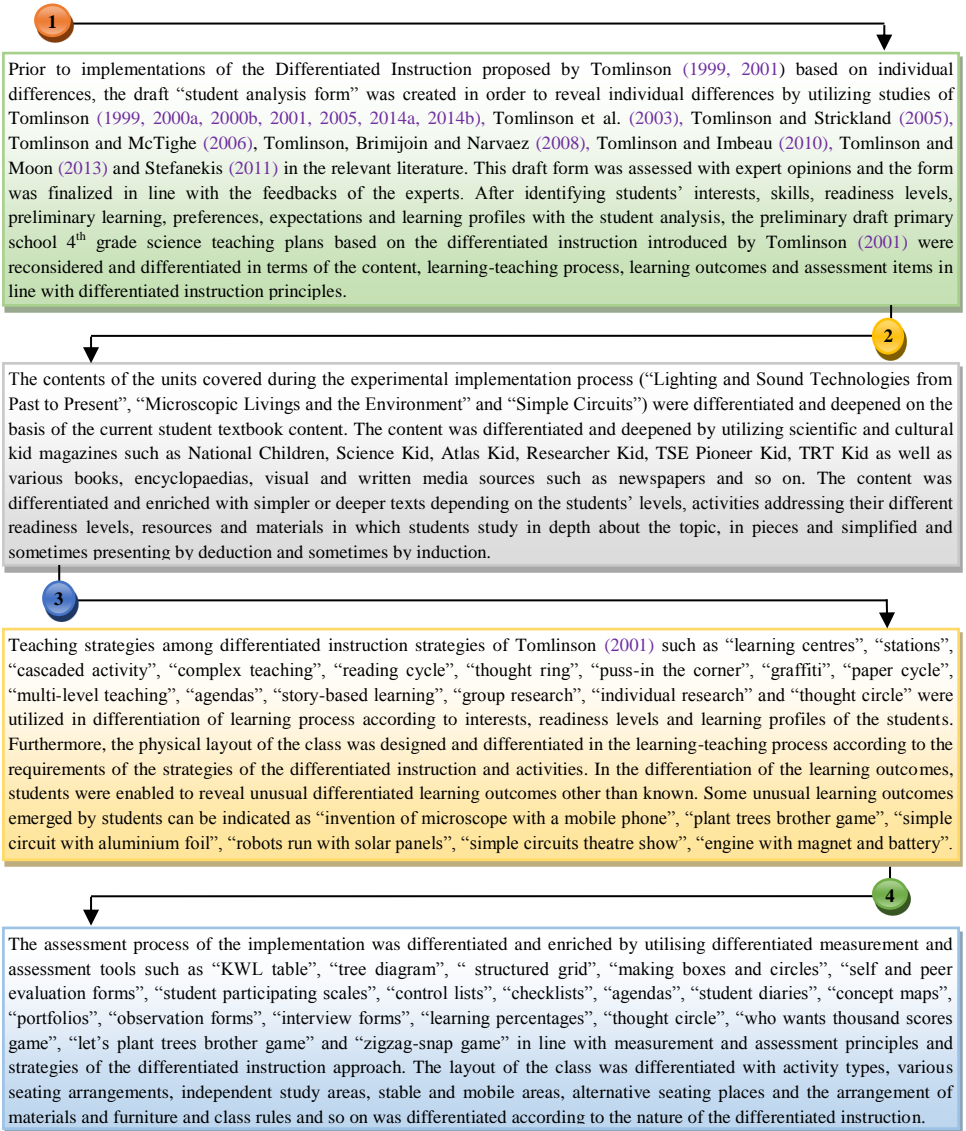 1
Prior to implementations of the Differentiated Instruction proposed by Tomlinson (1999, 2001) based on individual
differences, the draft “student analysis form” was created in order to reveal individual differences by utilizing studies of
Tomlinson (1999, 2000a, 2000b, 2001, 2005, 2014a, 2014b), Tomlinson et al. (2003), Tomlinson and Strickland (2005),
Tomlinson and McTighe (2006), Tomlinson, Brimijoin and Narvaez (2008), Tomlinson and Imbeau (2010), Tomlinson and
Moon (2013) and Stefanekis (2011) in the relevant literature. This draft form was assessed with expert opinions and the form
was finalized in line with the feedbacks of the experts. After identifying students’ interests, skills, readiness levels,
preliminary learning, preferences, expectations and learning profiles with the student analysis, the preliminary draft primary
school 4th grade science teaching plans based on the differentiated instruction introduced by Tomlinson (2001) were
reconsidered and differentiated in terms of the content, learning-teaching process, learning outcomes and assessment items in
line with differentiated instruction principles.
2
The contents of the units covered during the experimental implementation process (“Lighting and Sound Technologies from
Past to Present”, “Microscopic Livings and the Environment” and “Simple Circuits”) were differentiated and deepened on the
basis of the current student textbook content. The content was differentiated and deepened by utilizing scientific and cultural
kid magazines such as National Children, Science Kid, Atlas Kid, Researcher Kid, TSE Pioneer Kid, TRT Kid as well as
various books, encyclopaedias, visual and written media sources such as newspapers and so on. The content was
differentiated and enriched with simpler or deeper texts depending on the students’ levels, activities addressing their different
readiness levels, resources and materials in which students study in depth about the topic, in pieces and simplified and
sometimes presenting by deduction and sometimes by induction.
3
Teaching strategies among differentiated instruction strategies of Tomlinson (2001) such as “learning centres”, “stations”,
“cascaded activity”, “complex teaching”, “reading cycle”, “thought ring”, “puss-in the corner”, “graffiti”, “paper cycle”,
“multi-level teaching”, “agendas”, “story-based learning”, “group research”, “individual research” and “thought circle” were
utilized in differentiation of learning process according to interests, readiness levels and learning profiles of the students.
Furthermore, the physical layout of the class was designed and differentiated in the learning-teaching process according to the
requirements of the strategies of the differentiated instruction and activities. In the differentiation of the learning outcomes,
students were enabled to reveal unusual differentiated learning outcomes other than known. Some unusual learning outcomes
emerged by students can be indicated as “invention of microscope with a mobile phone”, “plant trees brother game”, “simple
circuit with aluminium foil”, “robots run with solar panels”, “simple circuits theatre show”, “engine with magnet and battery”.
4
The assessment process of the implementation was differentiated and enriched by utilising differentiated measurement and
assessment tools such as “KWL table”, “tree diagram”, “ structured grid”, “making boxes and circles”, “self and peer
evaluation forms”, “student participating scales”, “control lists”, “checklists”, “agendas”, “student diaries”, “concept maps”,
“portfolios”, “observation forms”, “interview forms”, “learning percentages”, “thought circle”, “who wants thousand scores
game”, “let’s plant trees brother game” and “zigzag-snap game” in line with measurement and assessment principles and
strategies of the differentiated instruction approach. The layout of the class was differentiated with activity types, various
seating arrangements, independent study areas, stable and mobile areas, alternative seating places and the arrangement of
materials and furniture and class rules and so on was differentiated according to the nature of the differentiated instruction.